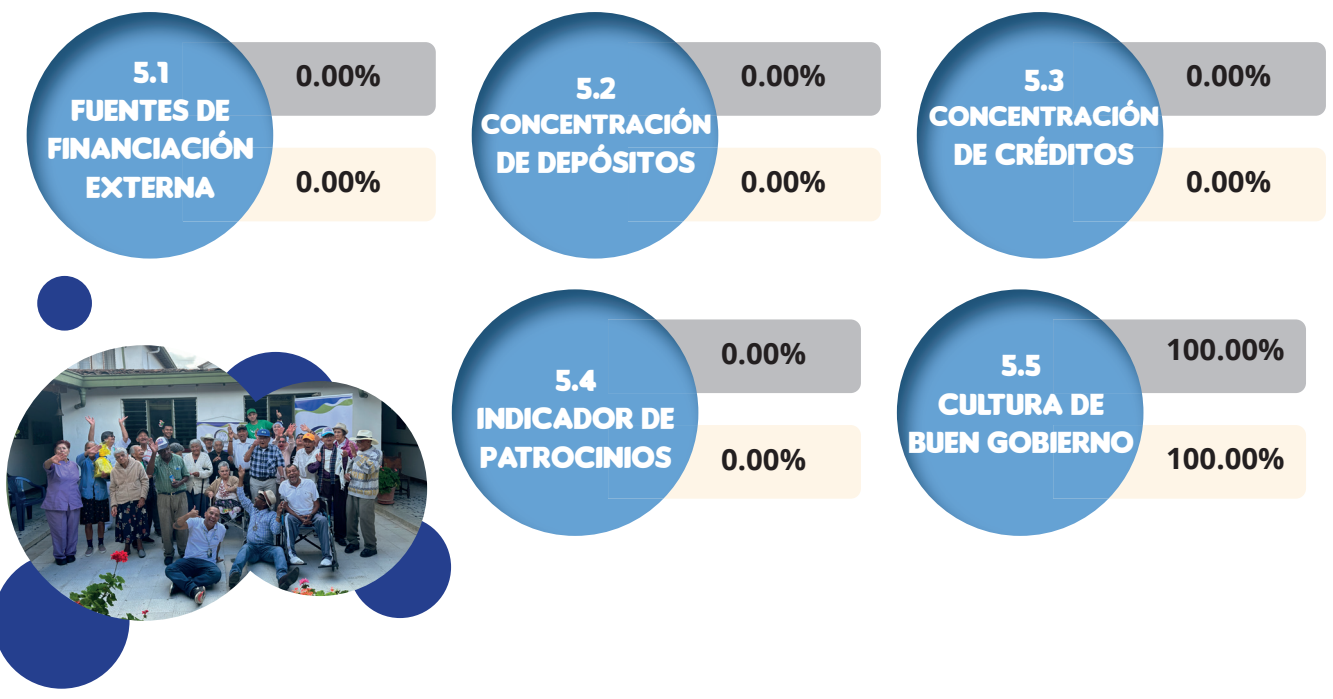 5.1
FUENTES DE
FINANCIACIÓN
EXTERNA
0.00%
0.00%
5.2
CONCENTRACIÓN
DE DEPÓSITOS
0.00%
0.00%
5.3
CONCENTRACIÓN
DE CRÉDITOS
0.00%
0.00%
5.4
INDICADOR DE
PATROCINIOS
0.00%
0.00%
5.5
CULTURA DE
BUEN GOBIERNO
100.00%
100.00%